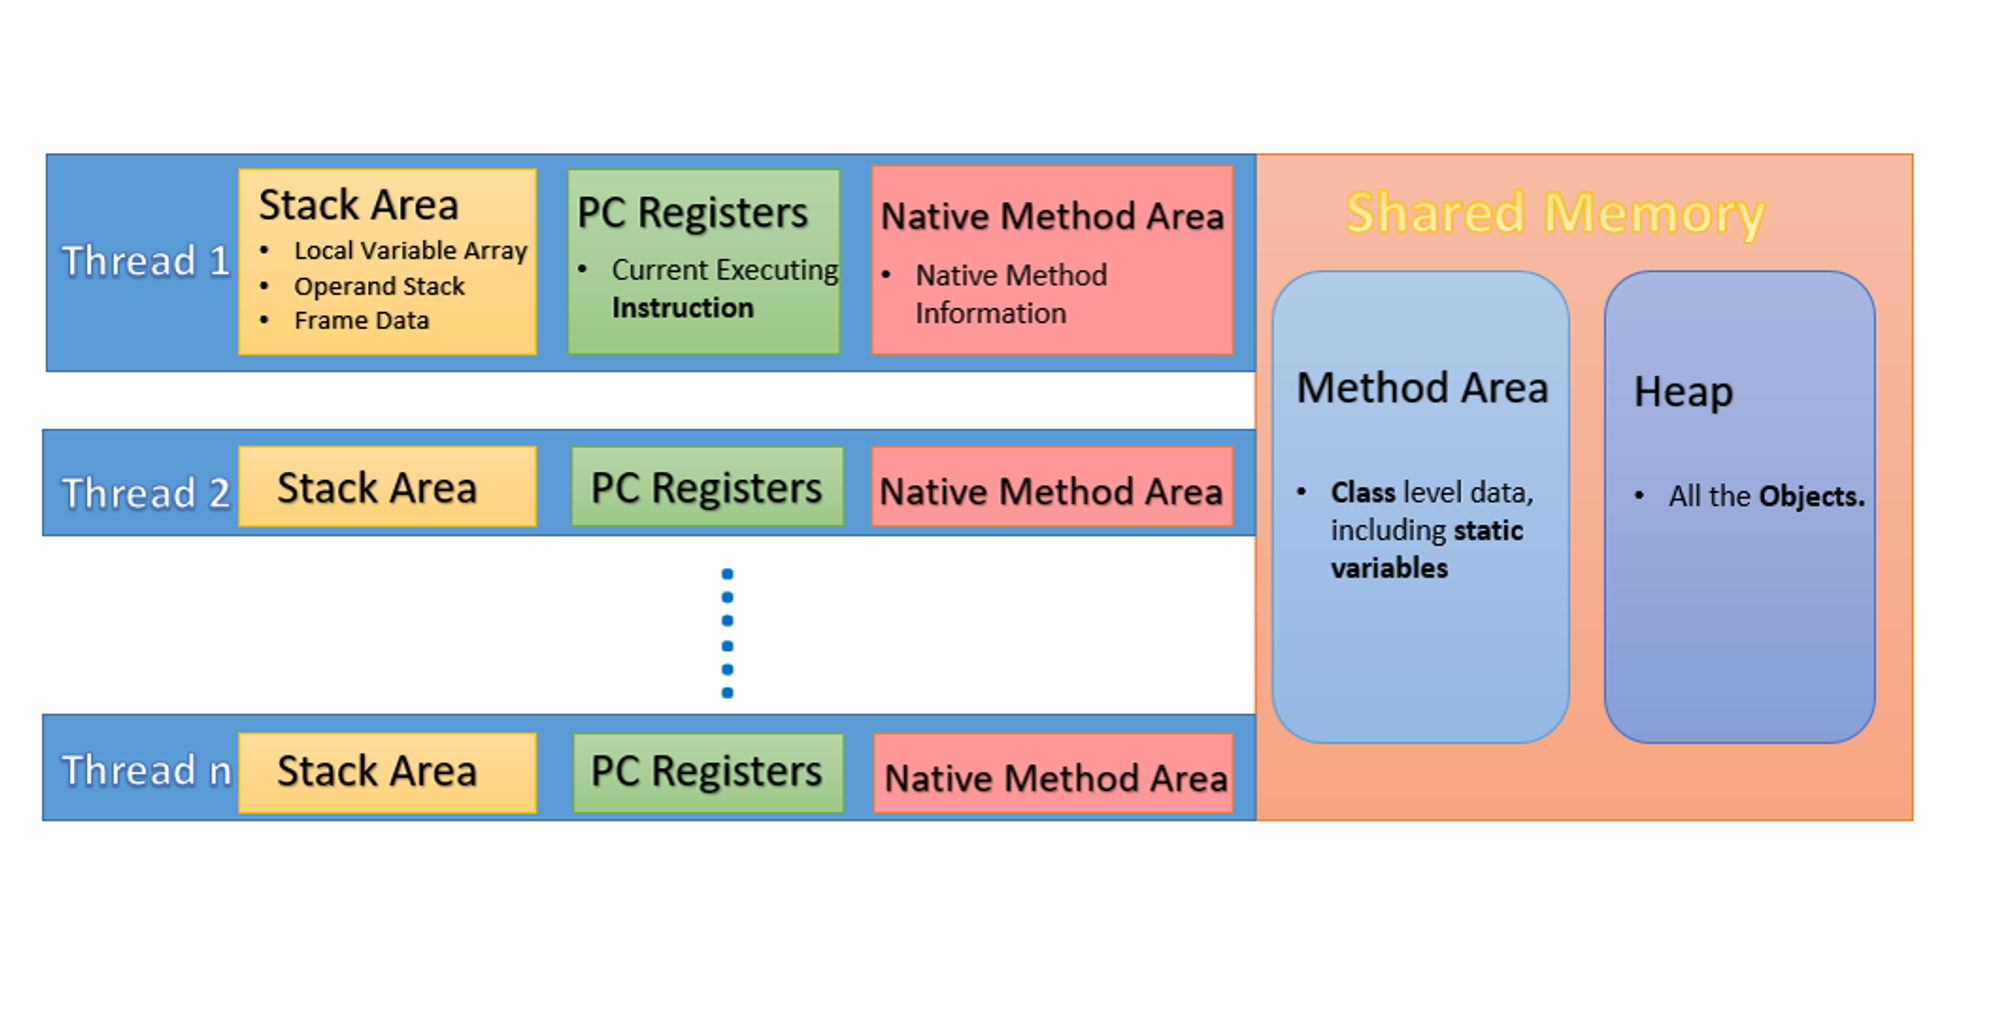 Thread 1
Stack Area
• Local Variable Array
• Operand Stack
• Frame Data
PC Registers
• Current Executing
Instruction
Native Method Area
• Native Method
Information
Thread 2
Stack Area
PC Registers
Native Method Area
Thread n
Stack Area
PC Registers
Native Method Area
Shared Memory
Method Area
• Class level data,
including static
variables
Heap
• All the Objects.